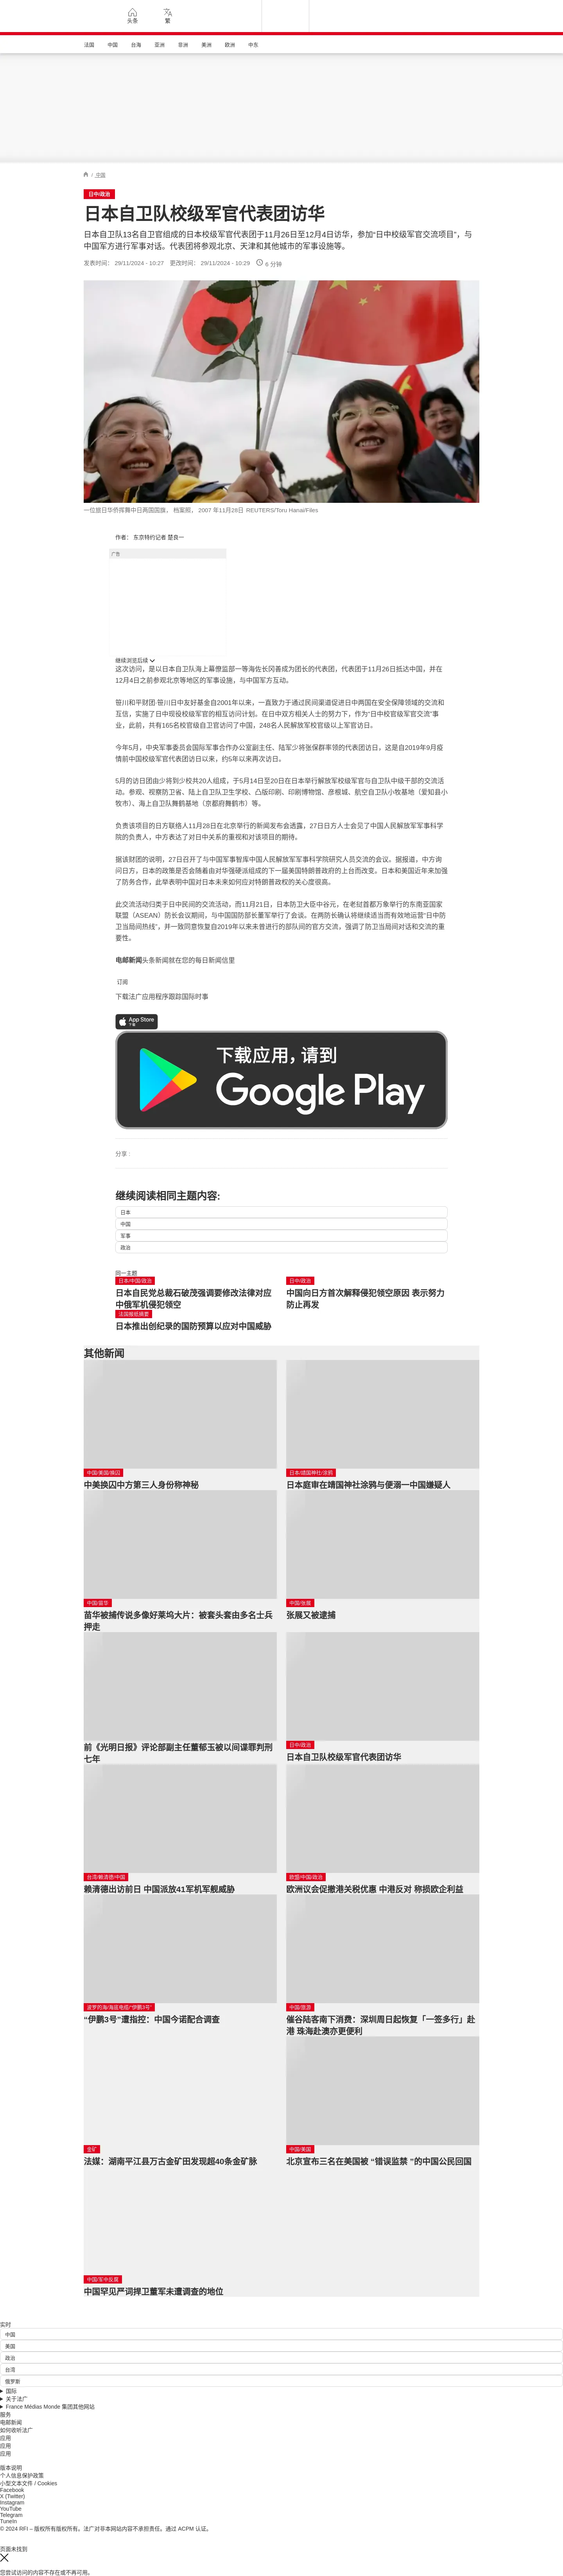 头条
繁
法国
中国
台海
亚洲
非洲
美洲
欧洲
中东
/ 中国
日中/政治
日本自卫队校级军官代表团访华
日本自卫队13名自卫官组成的日本校级军官代表团于11月26日至12月4日访华，参加“日中校级军官交流项目”，与
中国军方进行军事对话。代表团将参观北京、天津和其他城市的军事设施等。
发表时间： 29/11/2024 - 10:27 更改时间： 29/11/2024 - 10:29 6 分钟
一位旅日华侨挥舞中日两国国旗。 档案照， 2007 年11月28日 REUTERS/Toru Hanai/Files
作者： 东京特约记者 楚良一
广告
继续浏览后续
这次访问，是以日本自卫队海上幕僚监部一等海佐长冈善成为团长的代表团，代表团于11月26日抵达中国，并在
12月4日之前参观北京等地区的军事设施，与中国军方互动。
笹川和平财团·笹川日中友好基金自2001年以来，一直致力于通过民间渠道促进日中两国在安全保障领域的交流和
互信，实施了日中现役校级军官的相互访问计划。在日中双方相关人士的努力下，作为“日中校官级军官交流”事
业，此前，共有165名校官级自卫官访问了中国，248名人民解放军校官级以上军官访日。
今年5月，中央军事委员会国际军事合作办公室副主任、陆军少将张保群率领的代表团访日，这是自2019年9月疫
情前中国校级军官代表团访日以来，约5年以来再次访日。
5月的访日团由少将到少校共20人组成，于5月14日至20日在日本举行解放军校级军官与自卫队中级干部的交流活
动。参观、视察防卫省、陆上自卫队卫生学校、凸版印刷、印刷博物馆、彦根城、航空自卫队小牧基地（爱知县小
牧市）、海上自卫队舞鹤基地（京都府舞鹤市）等。
负责该项目的日方联络人11月28日在北京举行的新闻发布会透露，27日日方人士会见了中国人民解放军军事科学
院的负责人，中方表达了对日中关系的重视和对该项目的期待。
据该财团的说明，27日召开了与中国军事智库中国人民解放军军事科学院研究人员交流的会议。据报道，中方询
问日方，日本的政策是否会随着由对华强硬派组成的下一届美国特朗普政府的上台而改变。日本和美国近年来加强
了防务合作，此举表明中国对日本未来如何应对特朗普政权的关心度很高。
此交流活动归类于日中民间的交流活动，而11月21日，日本防卫大臣中谷元，在老挝首都万象举行的东南亚国家
联盟（ASEAN）防长会议期间，与中国国防部长董军举行了会谈。在两防长确认将继续适当而有效地运营“日中防
卫当局间热线”，并一致同意恢复自2019年以来未曾进行的部队间的官方交流，强调了防卫当局间对话和交流的重
要性。
电邮新闻头条新闻就在您的每日新闻信里
订阅
下载法广应用程序跟踪国际时事
App Store
下载
下载应用，请到
Google Play
分享 :
继续阅读相同主题内容:
日本
中国
军事
政治
同一主题
日本/中国/政治
日本自民党总裁石破茂强调要修改法律对应
中俄军机侵犯领空
日中/政治
中国向日方首次解释侵犯领空原因 表示努力
防止再发
法国报纸摘要
日本推出创纪录的国防预算以应对中国威胁
其他新闻
中国/美国/换囚
中美换囚中方第三人身份称神秘
日本/靖国神社/涂鸦
日本庭审在靖国神社涂鸦与便溺一中国嫌疑人
中国/苗华
苗华被捕传说多像好莱坞大片：被套头套由多名士兵
押走
中国/张展
张展又被逮捕
前《光明日报》评论部副主任董郁玉被以间谍罪判刑
七年
日中/政治
日本自卫队校级军官代表团访华
台湾/赖清德/中国
赖清德出访前日 中国派放41军机军舰威胁
欧盟/中国/政治
欧洲议会促撤港关税优惠 中港反对 称损欧企利益
波罗的海/海底电缆/“伊鹏3号”
“伊鹏3号”遭指控：中国今诺配合调查
中国/旅游
催谷陆客南下消费：深圳周日起恢复「一签多行」赴
港 珠海赴澳亦更便利
金矿
法媒：湖南平江县万古金矿田发现超40条金矿脉
中国/美国
北京宣布三名在美国被 “错误监禁 ”的中国公民回国
中国/军中反腐
中国罕见严词捍卫董军未遭调查的地位
实时
中国
美国
政治
台湾
俄罗斯
国际
关于法广
France Médias Monde 集团其他网站
服务
电邮新闻
如何收听法广
应用
应用
应用
版本说明
个人信息保护政策
小型文本文件 / Cookies
Facebook
X (Twitter)
Instagram
YouTube
Telegram
TuneIn
© 2024 RFI – 版权所有版权所有。法广对非本网站内容不承担责任。通过 ACPM 认证。
页面未找到
您尝试访问的内容不存在或不再可用。